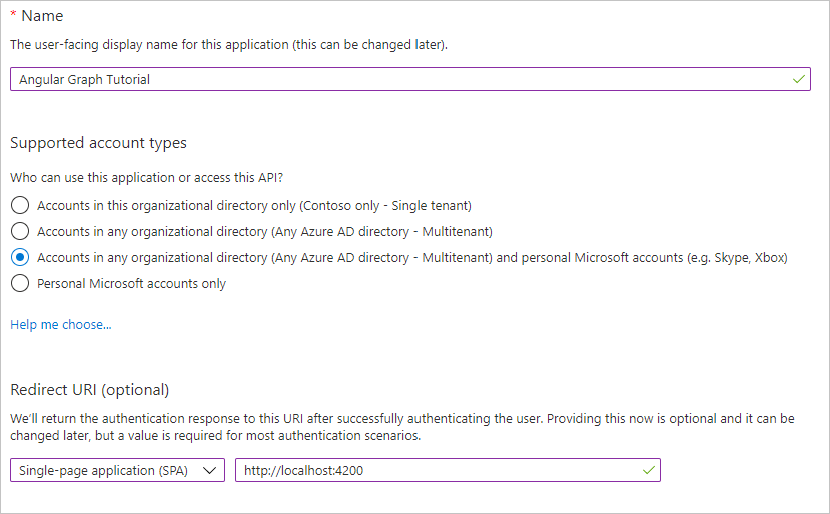 * Name
The user-facing display name for this application (this can be changed later).
Angular Graph Tutorial
Supported account types
Who can use this application or access this API?
Accounts in this organizational directory only (Contoso only - Single tenant)
Accounts in any organizational directory (Any Azure AD directory - Multitenant)
Accounts in any organizational directory (Any Azure AD directory - Multitenant) and personal Microsoft accounts (e.g. Skype, Xbox)
Personal Microsoft accounts only
Help me choose...
Redirect URI (optional)
We'll return the authentication response to this URI after successfully authenticating the user. Providing this now is optional and it can be
changed later, but a value is required for most authentication scenarios.
Single-page application (SPA) http://localhost:4200